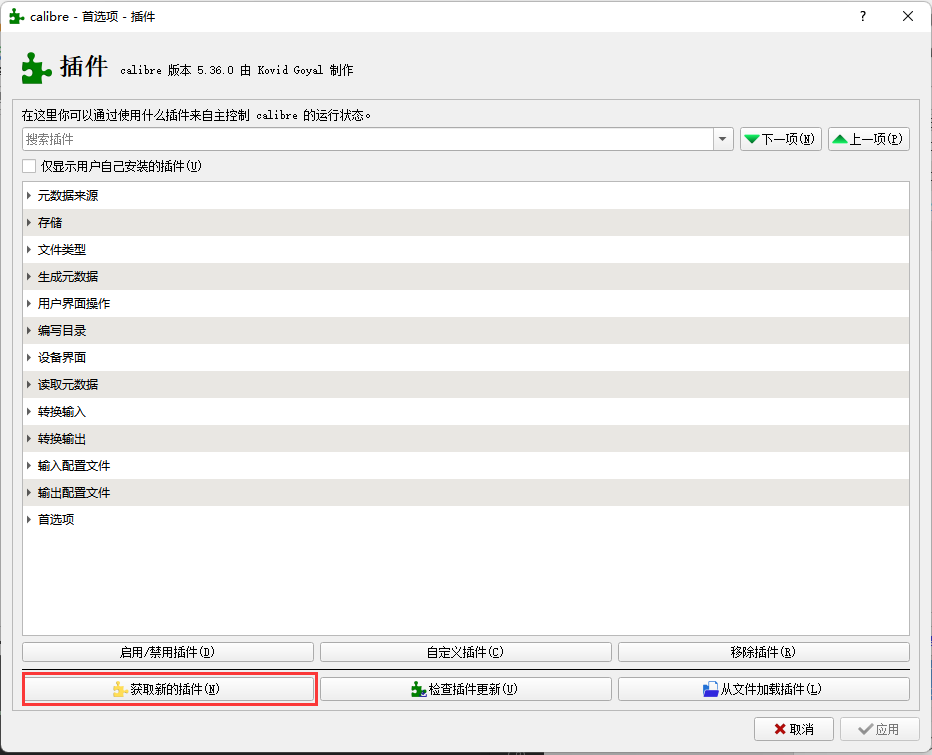 calibre - 首选项 - 插件
插件 calibre 版本 5.36.0 由 Kovid Goyal 制作
在这里你可以通过使用什么插件来自主控制 calibre 的运行状态。
搜索插件 下一项(N) 上一项(P)
仅显示用户自己安装的插件(U)
元数据来源
存储
文件类型
生成元数据
用户界面操作
编写目录
设备界面
读取元数据
转换输入
转换输出
输入配置文件
输出配置文件
首选项
启用/禁用插件(D) 自定义插件(C) 移除插件(R)
获取新的插件(N) 检查插件更新(U) 从文件加载插件(L)
取消 应用